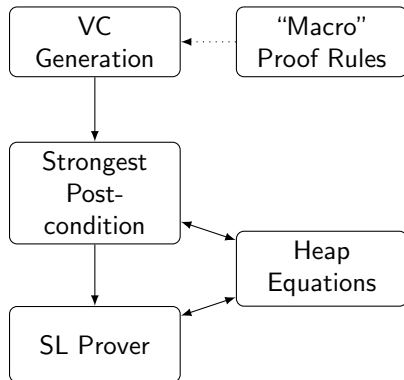 VC
Generation
“Macro”
Proof Rules
Strongest
Post-
condition
Heap
Equations
SL Prover